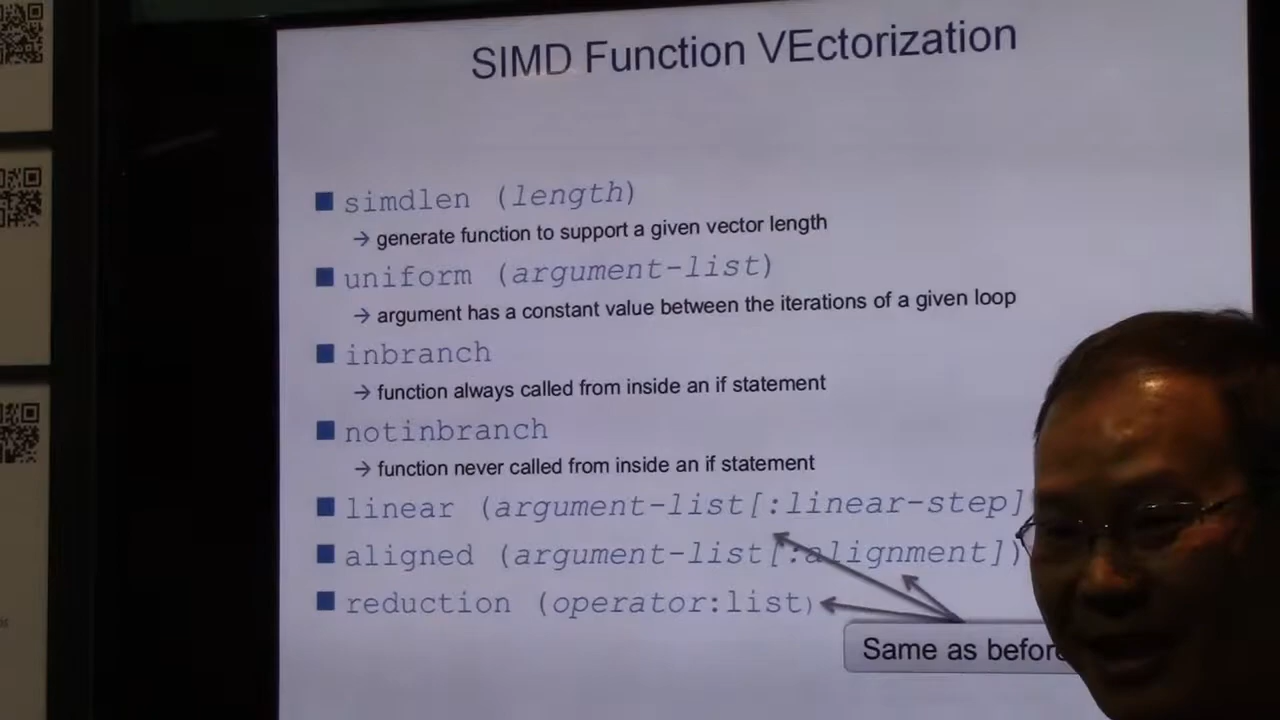 SIMD Function VEctorization
■ simdlen (length)
→ generate function to support a given vector length
■ uniform (argument-list)
→ argument has a constant value between the iterations of a given loop
■ inbranch
→ function always called from inside an if statement
■ notinbranch
→ function never called from inside an if statement
■ linear (argument-list[:linear-step]
■ aligned (argument-list[:alignment])
■ reduction (operator:list)
Same as before